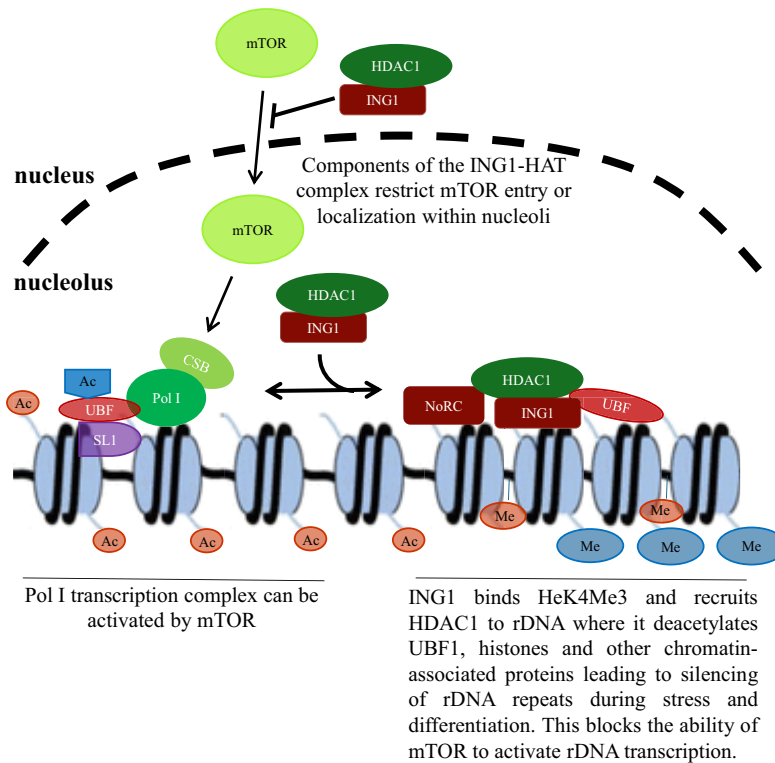 mTOR
HDAC1
ING1
nucleus
Components of the ING1-HAT
complex restrict mTOR entry or
localization within nucleoli
mTOR
nucleolus
HDAC1
ING1
CSB
Ac
Pol I
Ac
UBF
SL1
HDAC1
NoRC
ING1
UBF
Me
Me
Ac
Ac
Ac
Ac
Me
Me
Me
Pol I transcription complex can be
activated by mTOR
ING1 binds HeK4Me3 and recruits
HDAC1 to rDNA where it deacetylates
UBF1, histones and other chromatin-
associated proteins leading to silencing
of rDNA repeats during stress and
differentiation. This blocks the ability of
mTOR to activate rDNA transcription.